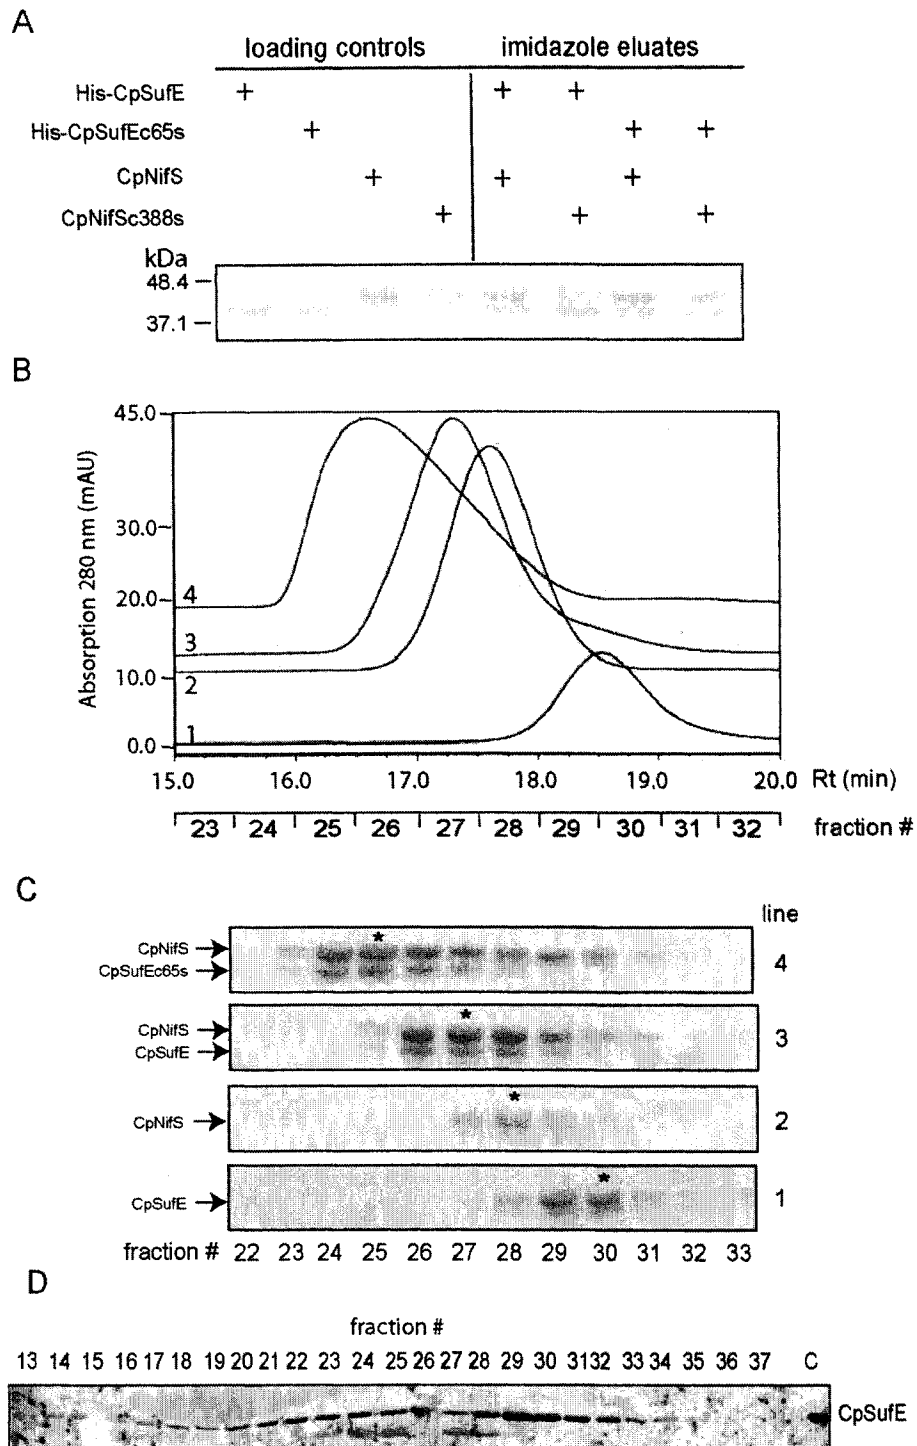 A
loading controls imidazole eluates
His-CpSufE + + +
His-CpSufEc65s + + +
CpNifS + + +
CpNifSc388s + + +
kDa
48.4
37.1
B
Absorption 280 nm (mAU)
45.0
30.0
20.0
10.0
0.0
4
3
2
1
15.0 16.0 17.0 18.0 19.0 20.0 Rt (min)
23 24 25 26 27 28 29 30 31 32 fraction #
C
line
CpNifS
CpSufEc65s
* 4
CpNifS
CpSufE
* 3
CpNifS * 2
CpSufE * 1
fraction # 22 23 24 25 26 27 28 29 30 31 32 33
D
fraction #
13 14 15 16 17 18 19 20 21 22 23 24 25 26 27 28 29 30 31 32 33 34 35 36 37 C
CpSufE